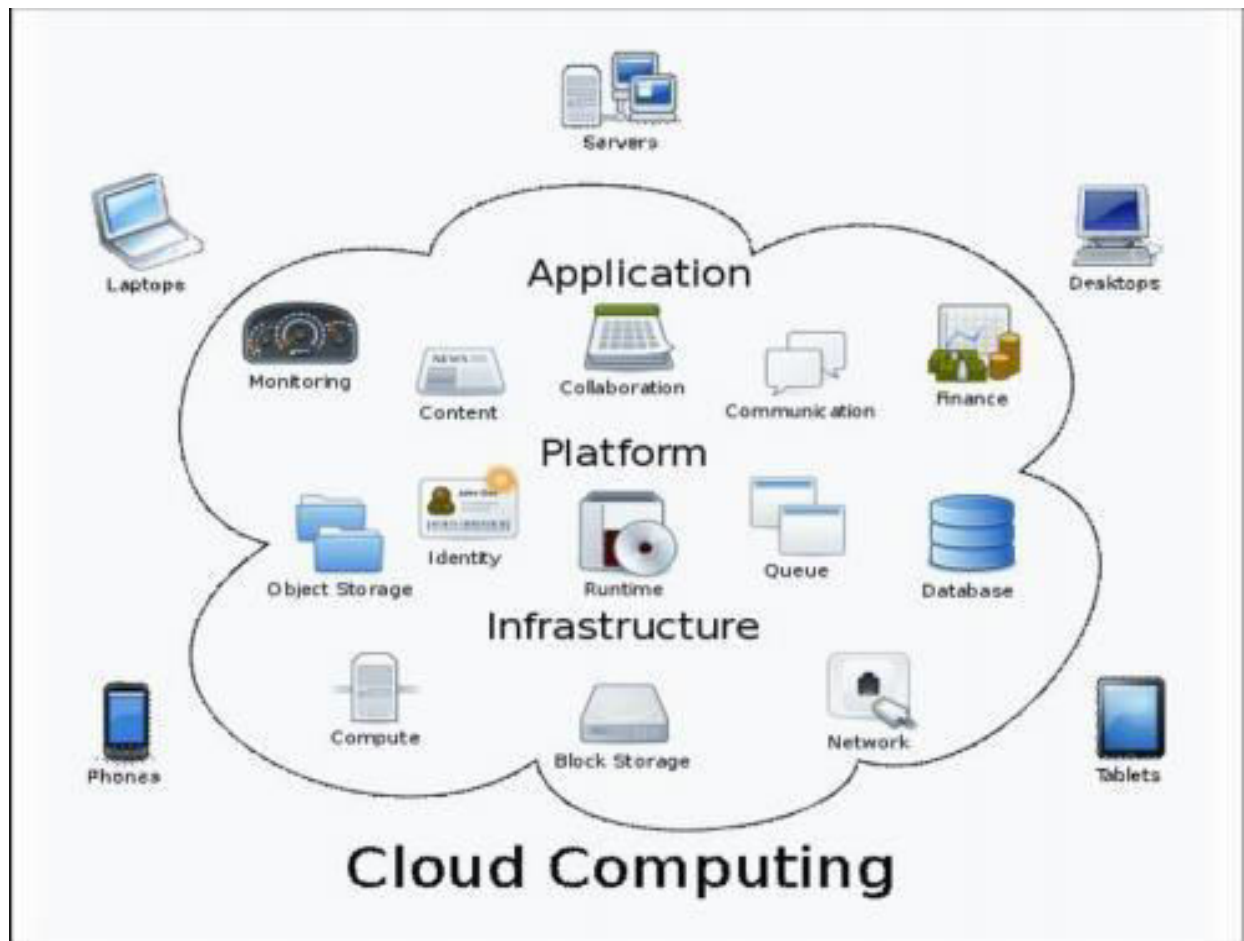 Servers
Laptops
Desktops
Application
Monitoring
Content
Collaboration
Communication
Finance
Platform
Object Storage
Identity
Runtime
Queue
Database
Infrastructure
Compute
Block Storage
Network
Phones
Tablets
Cloud Computing
NEWS